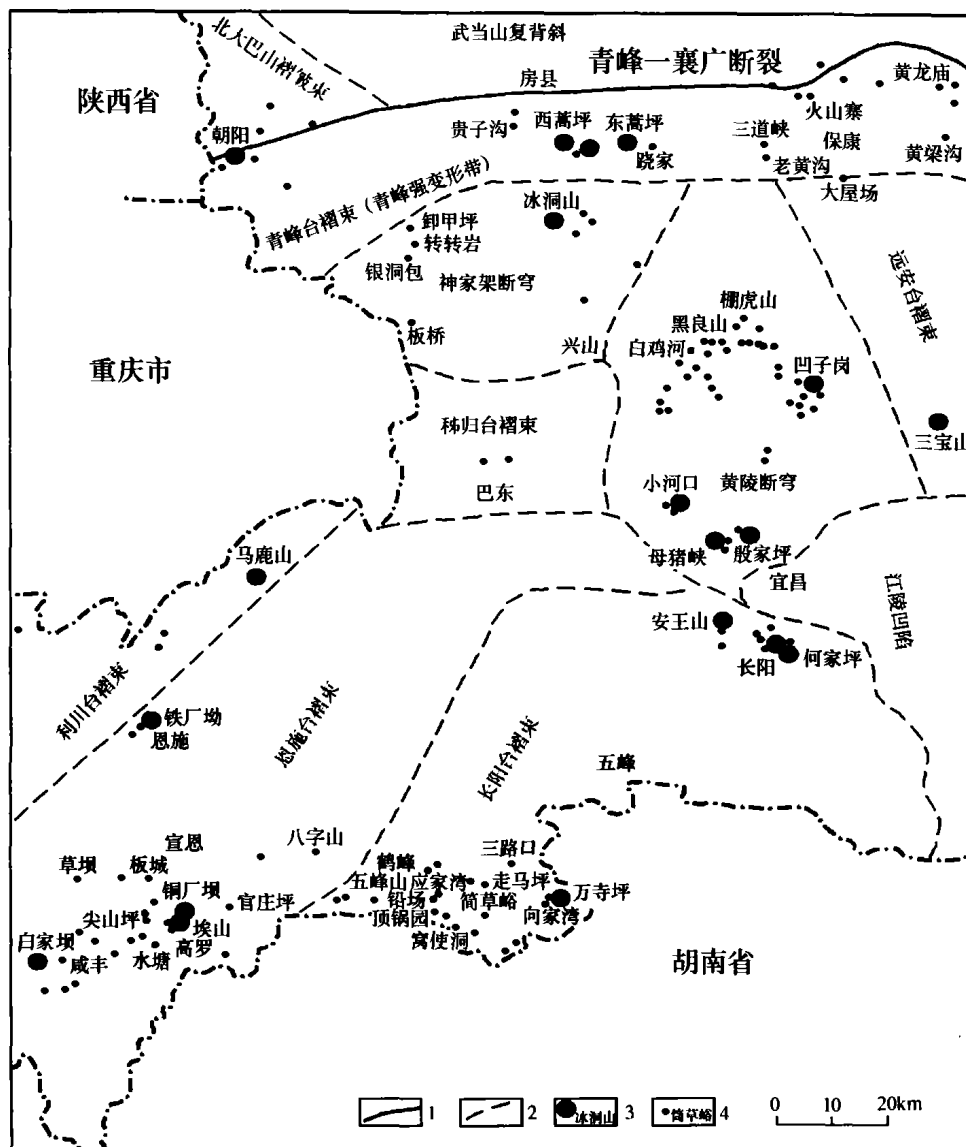 武当山复背斜
北大巴山褶皱束
青峰一襄广断裂
黄龙庙
房县
陕西省
火山寨
贵子沟
西蒿坪
东蒿坪
三道峡
保康
朝阳
黄梁沟
跷家
老黄沟
大屋场
青峰台褶束（青峰强变形带）
冰洞山
卸甲坪
转转岩
银洞包
神家架断穹
远安台褶束
棚虎山
黑良山
板桥
兴山
白鸡河
凹子岗
重庆市
秭归台褶束
三宝山
巴东
小河口
黄陵断穹
马鹿山
母猪峡
殷家坪
宜昌
江陵凹陷
安王山
长阳
何家坪
利川台褶束
铁厂坳
恩施
恩施台褶束
长阳台褶束
五峰
宣恩
八字山
三路口
草坝
板城
鹤峰
铜厂坝
官庄坪
五峰山
应家湾
走马坪
万寺坪
铅场
尖山坪
埃山
顶锅园
简草峪
向家湾
白家坝
高罗
咸丰
水塘
窝使洞
胡南省
1
2
冰洞山 3
筒草峪 4
0 10 20km